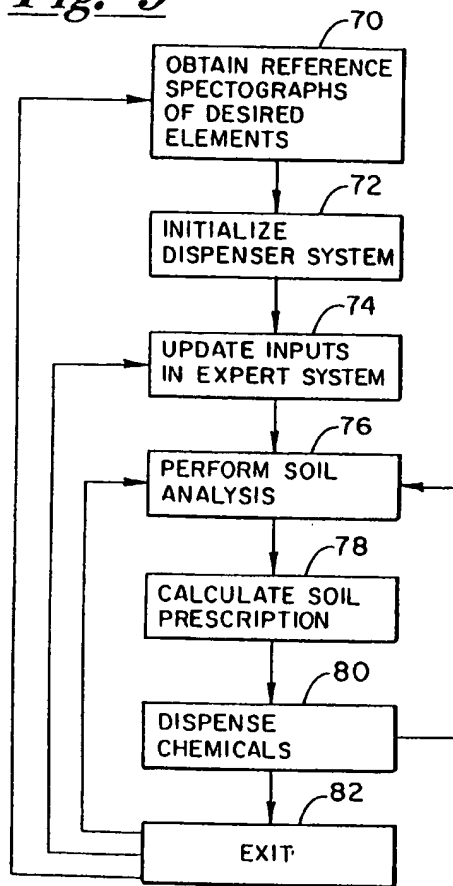 Fig. 9
70
OBTAIN REFERENCE
SPECTOGRAPHS
OF DESIRED
ELEMENTS
72
INITIALIZE
DISPENSER SYSTEM
74
UPDATE INPUTS
IN EXPERT SYSTEM
76
PERFORM SOIL
ANALYSIS
78
CALCULATE SOIL
PRESCRIPTION
80
DISPENSE
CHEMICALS
82
EXIT